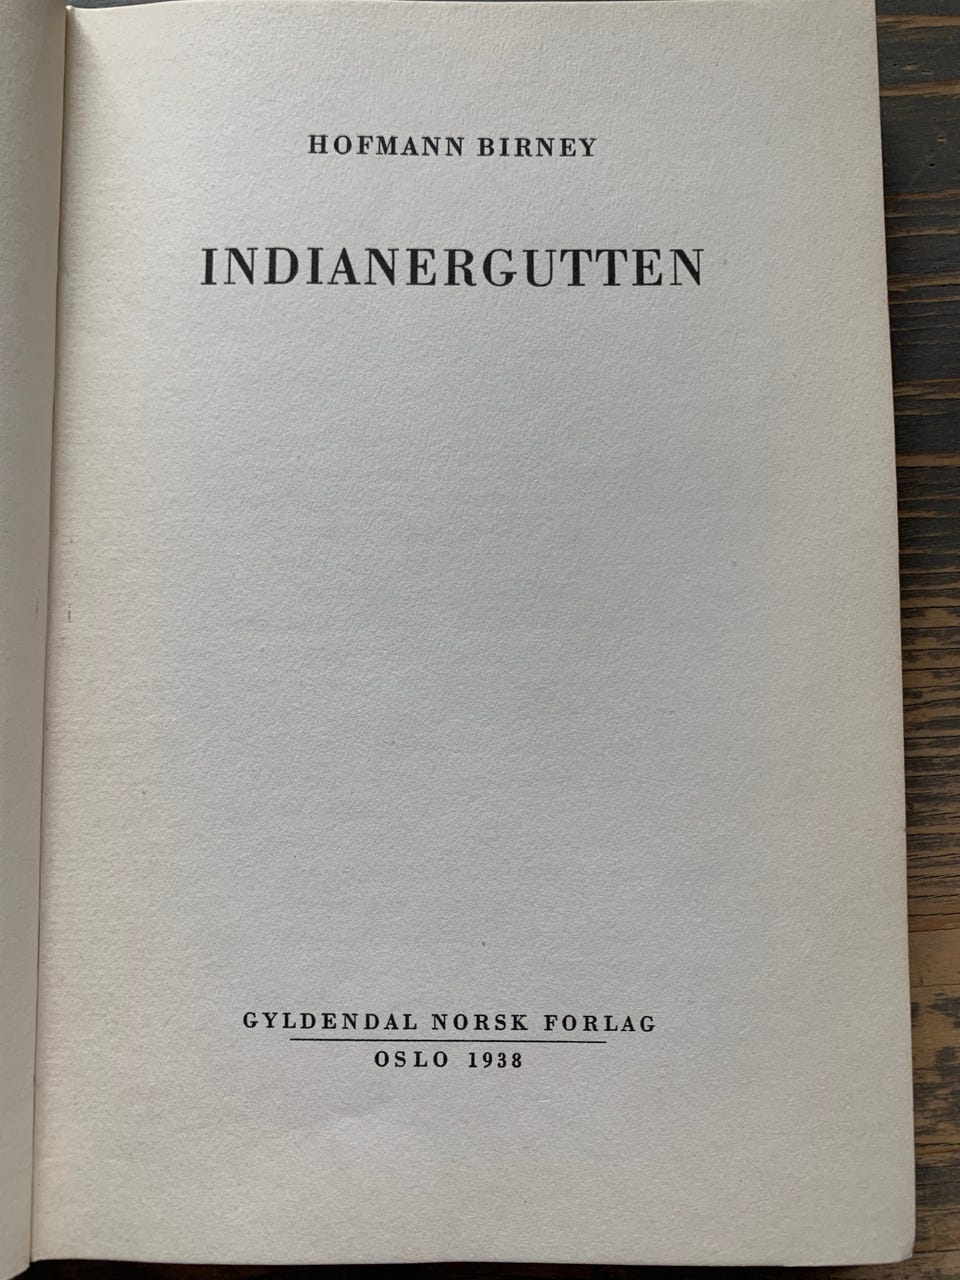 HOFMANN BIRNEY
INDIANERGUTTEN
GYLDENDAL NORSK FORLAG
OSLO 1938